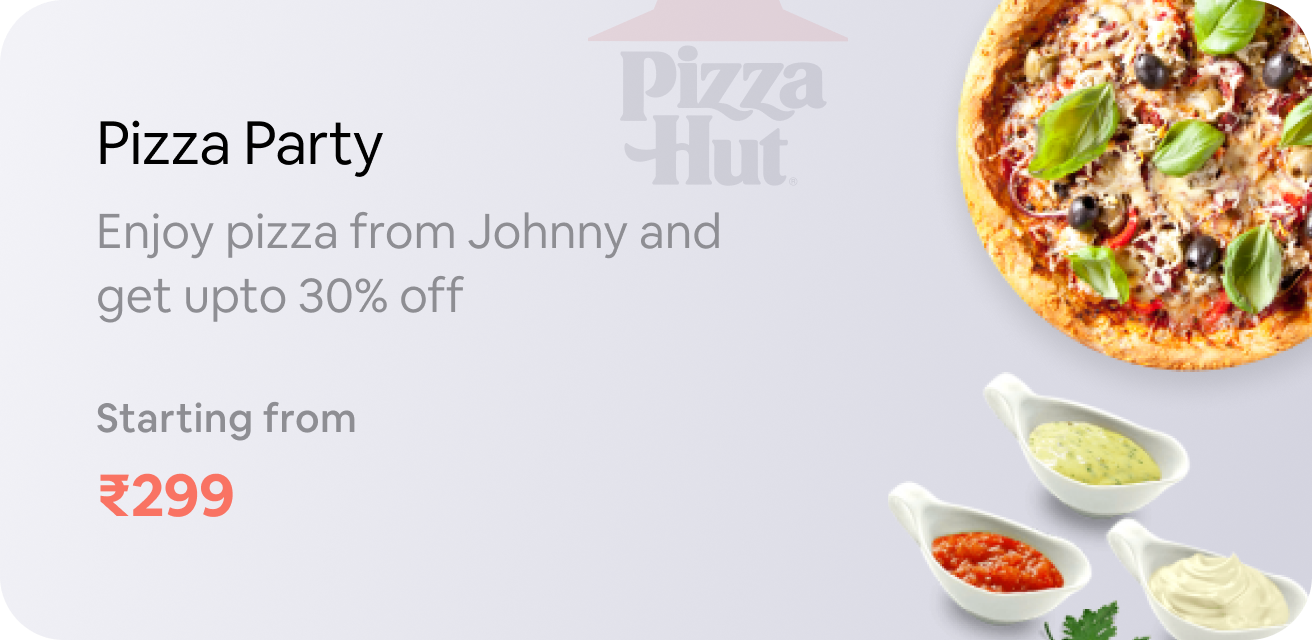 Pizza
Hut
Pizza Party
Enjoy pizza from Johnny and
get upto 30% off
Starting from
₹299